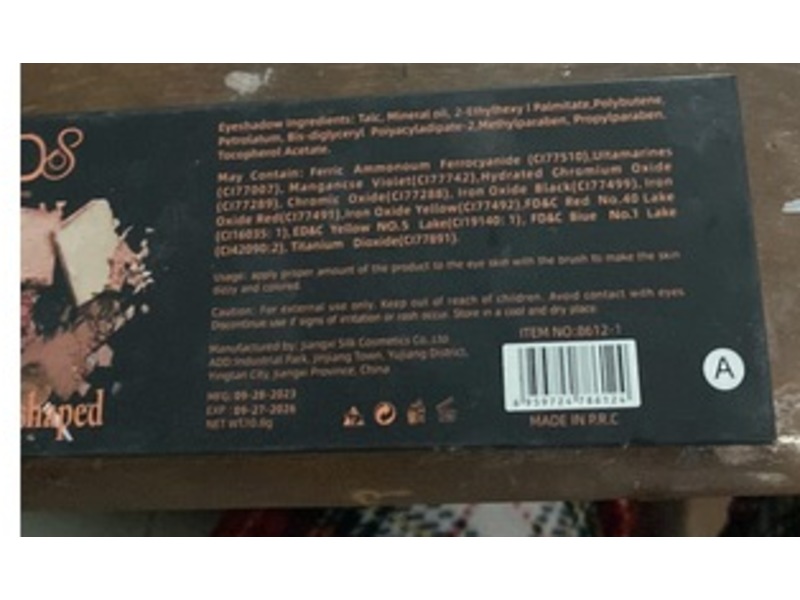 DS
Eyeshadow Ingredients: Talc, Mineral oil, 2-Ethylhexy l Palmitate,Polybutene,
Petrolatum, Bis-diglyceryl Polyacyladipate-2,Methylparaben, Propylparaben.
Tocopherol Acetate.
May Contain: Ferric Ammonoum Ferrocyanide (CI77510),Ultamarines
(CI77007), Manganese Violet(CI77742),Hydrated Chromium Oxide
(CI77289), Chromic Oxide(CI77288), Iron Oxide Black(CI77499), Iron
Oxide Red(CI77491),Iron Oxide Yellow(CI77492),FD&C Red No.40 Lake
(CI16035: 1), ED&C Yellow NO.5 Lake(CI19140: 1), FD&C Blue No.1 Lake
(CI42090:2), Titanium Dioxide(CI77891).
Usage: apply proper amount of the product to the eye skin with the brush to make the skin
and colored.
Caution: For external use only. Keep out of reach of children. Avoid contact with eyes.
Discontinue use if signs of irritation or rash occur. Store in a cool and dry place.
Manufactured by: Jiangxi Silk Cosmetics Co.,Ltd
ADD:Industrial Park, Jinjiang Town, Yujiang District,
Yingtan City, Jiangxi Province, China
MFG: 09-28-2023
EXP : 09-27-2026
NET WT:10.8g
ITEM NO:8612-1
6 959724 786124
MADE IN P.R.C
A
shaped